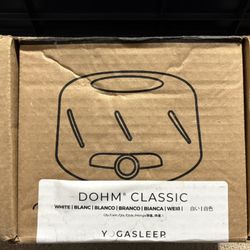 DOHM® CLASSIC
WHITE | BLANC | BLANCO | BRANCO | BIANCA | WEIß | 白い | 白色
YOGASLEEP